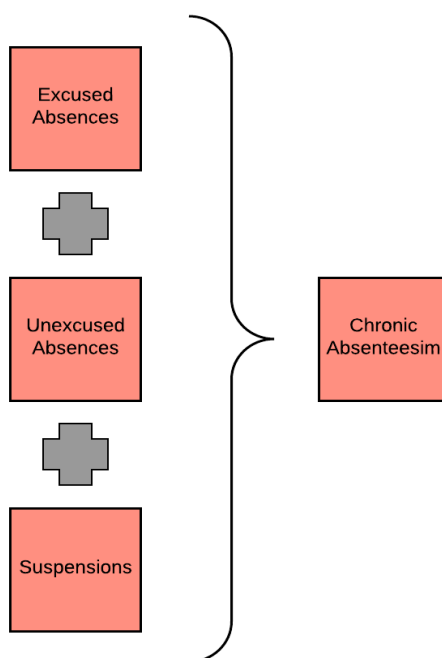 Excused
Absences
Unexcused
Absences
Chronic
Absenteesim
Suspensions